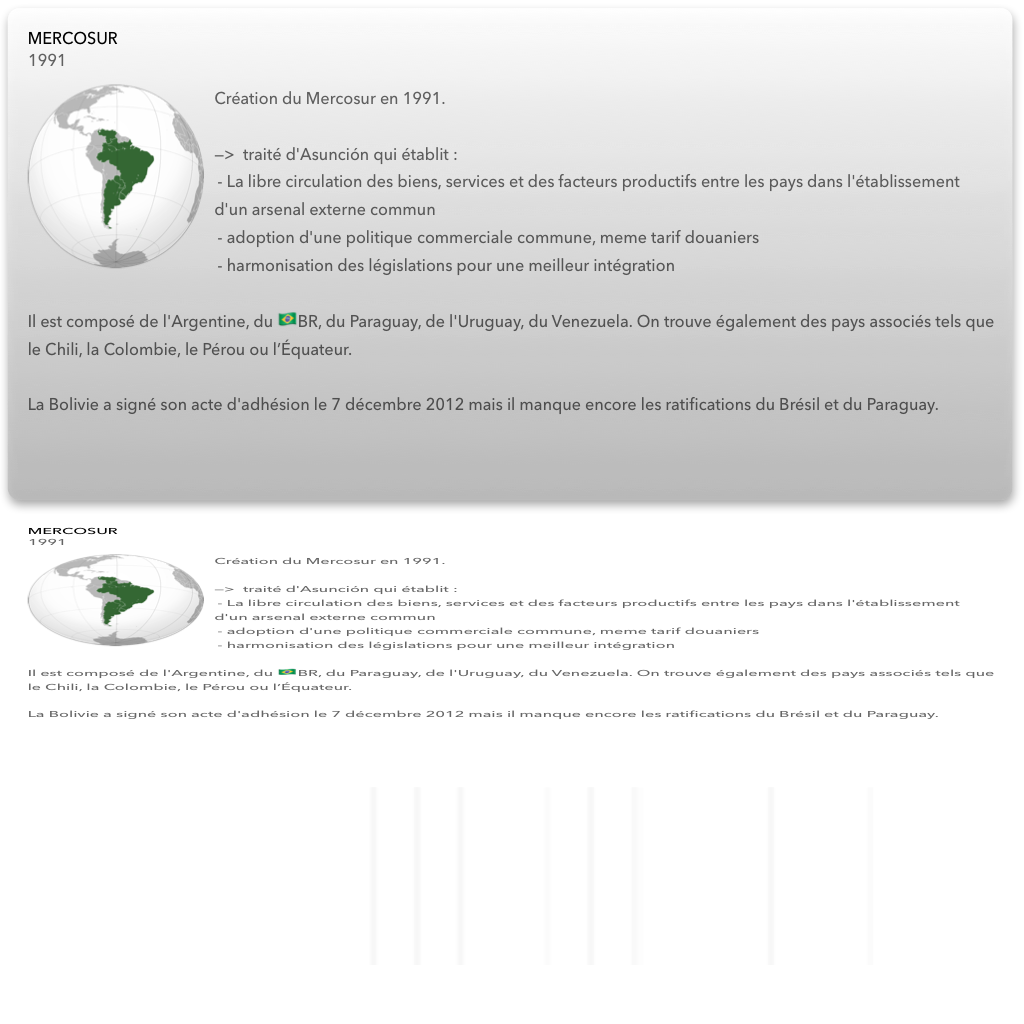 MERCOSUR
1991
Création du Mercosur en 1991.
—> traité d'Asunción qui établit :
- La libre circulation des biens, services et des facteurs productifs entre les pays dans l'établissement
d'un arsenal externe commun
- adoption d'une politique commerciale commune, meme tarif douaniers
- harmonisation des législations pour une meilleur intégration
Il est composé de l'Argentine, du 🇧🇷BR, du Paraguay, de l'Uruguay, du Venezuela. On trouve également des pays associés tels que
le Chili, la Colombie, le Pérou ou l’Équateur.
La Bolivie a signé son acte d'adhésion le 7 décembre 2012 mais il manque encore les ratifications du Brésil et du Paraguay.
MERCOSUR
1991
Création du Mercosur en 1991.
—> traité d'Asunción qui établit :
- La libre circulation des biens, services et des facteurs productifs entre les pays dans l'établissement
d'un arsenal externe commun
- adoption d'une politique commerciale commune, meme tarif douaniers
- harmonisation des législations pour une meilleur intégration
Il est composé de l'Argentine, du 🇧🇷BR, du Paraguay, de l'Uruguay, du Venezuela. On trouve également des pays associés tels que
le Chili, la Colombie, le Pérou ou l’Équateur.
La Bolivie a signé son acte d'adhésion le 7 décembre 2012 mais il manque encore les ratifications du Brésil et du Paraguay.